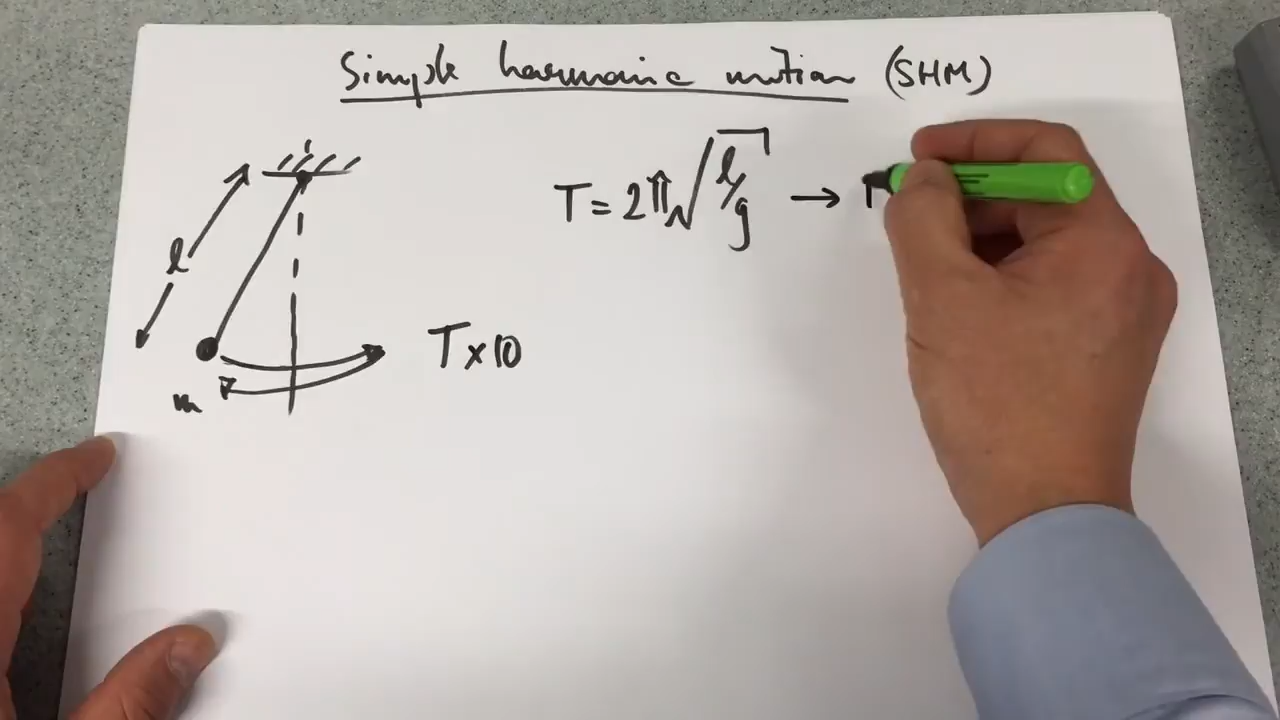 Simple harmonic motion (SHM)
T = 2π√l/g →
l
T×10
m